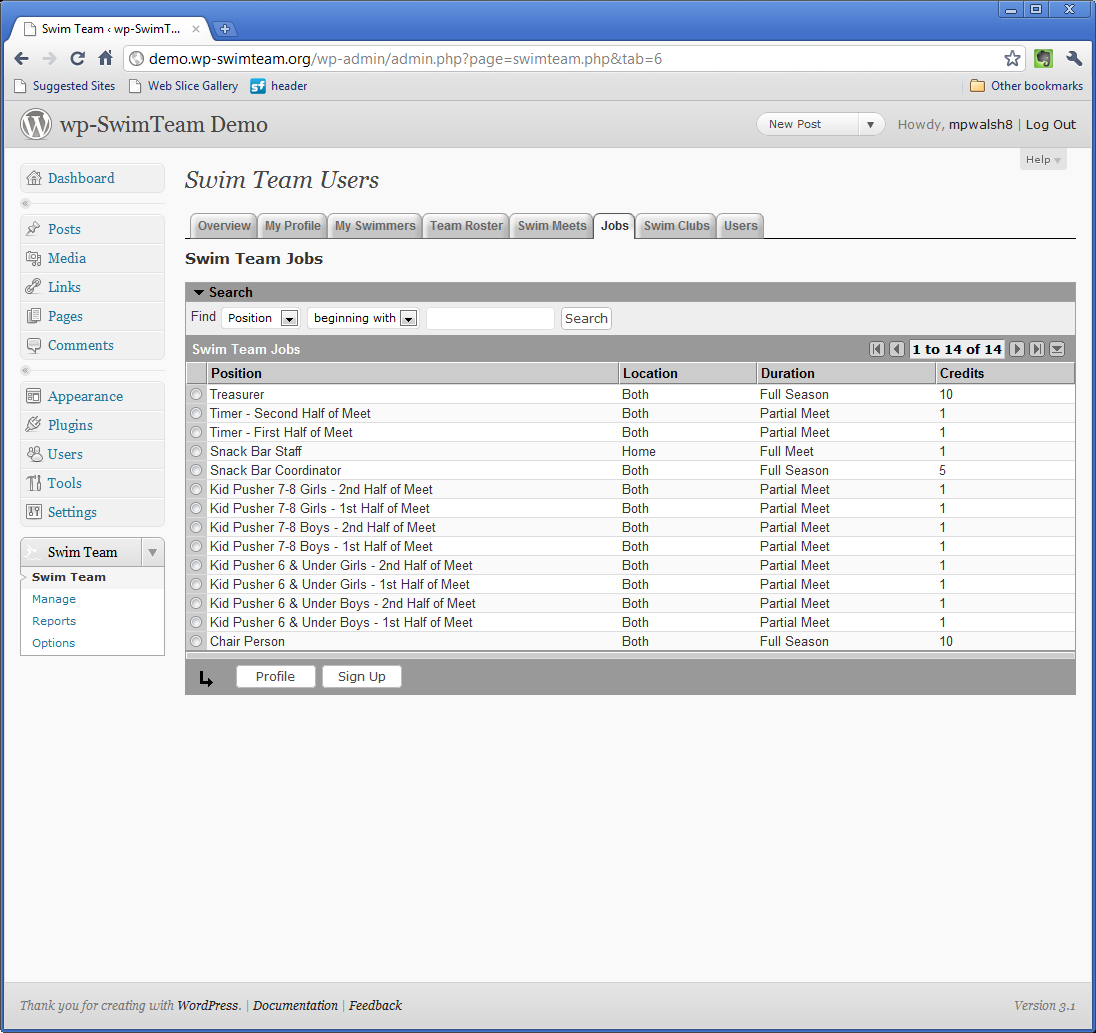 Swim Team ‹ wp-SwimT...
demo.wp-swimteam.org/wp-admin/admin.php?page=swimteam.php&tab=6
Suggested Sites Web Slice Gallery sf header Other bookmarks
wp-SwimTeam Demo New Post Howdy, mpwalsh8 | Log Out
Help
Dashboard
Posts
Media
Links
Pages
Comments
Appearance
Plugins
Users
Tools
Settings
Swim Team
Swim Team
Manage
Reports
Options
Swim Team Users
Overview My Profile My Swimmers Team Roster Swim Meets Jobs Swim Clubs Users
Swim Team Jobs
Search
Find Position beginning with Search
Swim Team Jobs 1 to 14 of 14
Position Location Duration Credits
Treasurer Both Full Season 10
Timer - Second Half of Meet Both Partial Meet 1
Timer - First Half of Meet Both Partial Meet 1
Snack Bar Staff Home Full Meet 1
Snack Bar Coordinator Both Full Season 5
Kid Pusher 7-8 Girls - 2nd Half of Meet Both Partial Meet 1
Kid Pusher 7-8 Girls - 1st Half of Meet Both Partial Meet 1
Kid Pusher 7-8 Boys - 2nd Half of Meet Both Partial Meet 1
Kid Pusher 7-8 Boys - 1st Half of Meet Both Partial Meet 1
Kid Pusher 6 & Under Girls - 2nd Half of Meet Both Partial Meet 1
Kid Pusher 6 & Under Girls - 1st Half of Meet Both Partial Meet 1
Kid Pusher 6 & Under Boys - 2nd Half of Meet Both Partial Meet 1
Kid Pusher 6 & Under Boys - 1st Half of Meet Both Partial Meet 1
Chair Person Both Full Season 10
Profile Sign Up
Thank you for creating with WordPress. | Documentation | Feedback Version 3.1